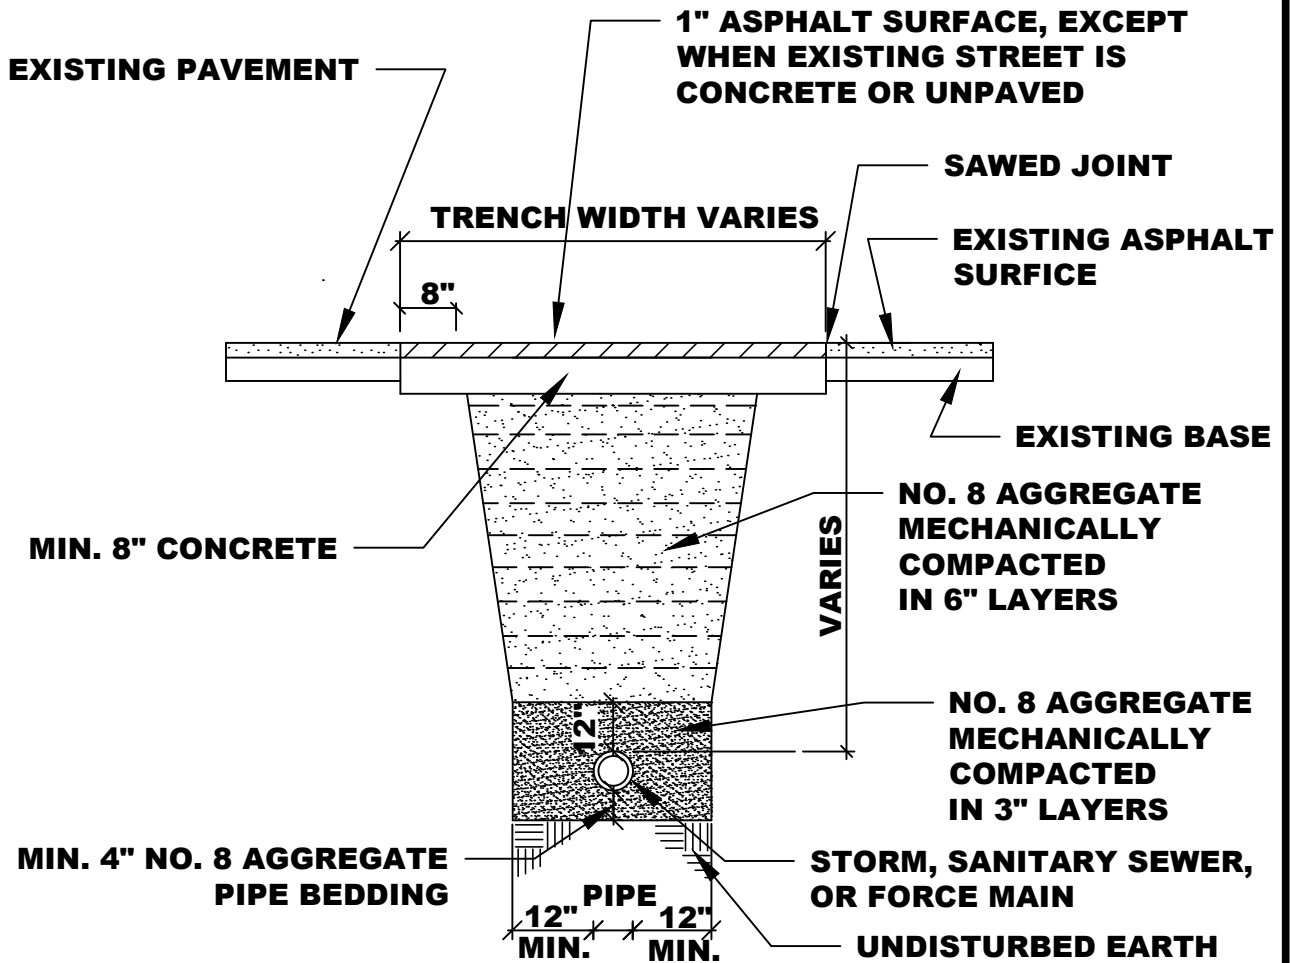 1" ASPHALT SURFACE, EXCEPT
WHEN EXISTING STREET IS
CONCRETE OR UNPAVED
EXISTING PAVEMENT
SAWED JOINT
TRENCH WIDTH VARIES
EXISTING ASPHALT
SURFICE
8"
EXISTING BASE
NO. 8 AGGREGATE
MECHANICALLY
COMPACTED
IN 6" LAYERS
MIN. 8" CONCRETE
VARIES
12"
NO. 8 AGGREGATE
MECHANICALLY
COMPACTED
IN 3" LAYERS
MIN. 4" NO. 8 AGGREGATE
PIPE BEDDING
STORM, SANITARY SEWER,
OR FORCE MAIN
PIPE
12"
MIN.
12"
MIN.
UNDISTURBED EARTH